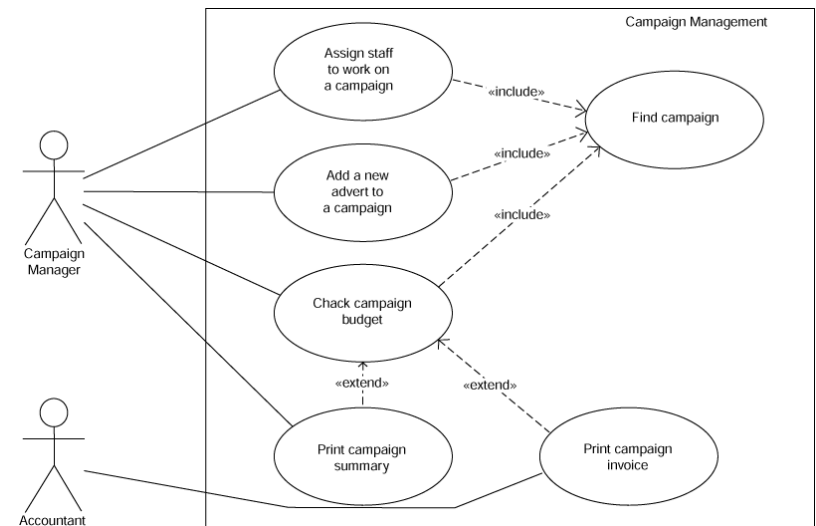 Campaign Management
Assign staff
to work on
a campaign
«include»
Find campaign
«include»
Add a new
advert to
a campaign
«include»
Campaign
Manager
Chack campaign
budget
«extend»
«extend»
Print campaign
summary
Print campaign
invoice
Accountant